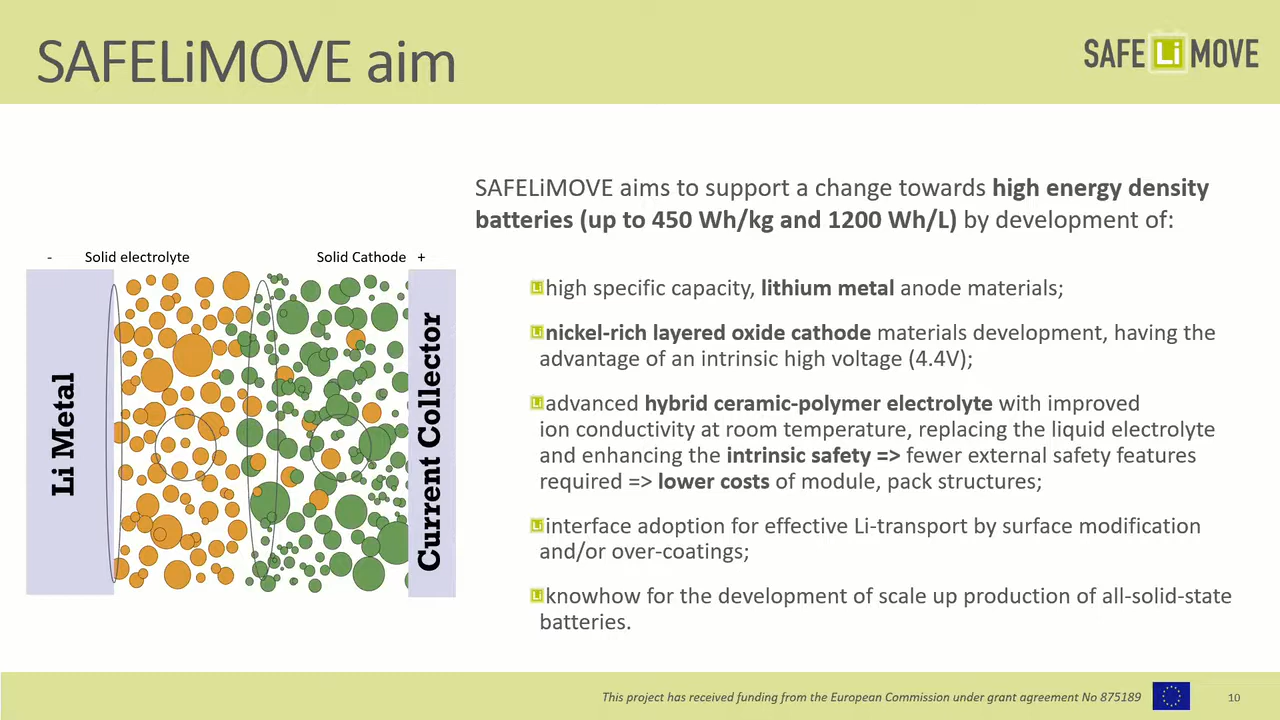 SAFELiMOVE aim
SAFE Li MOVE
SAFELiMOVE aims to support a change towards high energy density
batteries (up to 450 Wh/kg and 1200 Wh/L) by development of:
- Solid electrolyte Solid Cathode +
Li Metal
Current Collector
Li high specific capacity, lithium metal anode materials;
Li nickel-rich layered oxide cathode materials development, having the
advantage of an intrinsic high voltage (4.4V);
Li advanced hybrid ceramic-polymer electrolyte with improved
ion conductivity at room temperature, replacing the liquid electrolyte
and enhancing the intrinsic safety => fewer external safety features
required => lower costs of module, pack structures;
Li interface adoption for effective Li-transport by surface modification
and/or over-coatings;
Li knowhow for the development of scale up production of all-solid-state
batteries.
This project has received funding from the European Commission under grant agreement No 875189
10